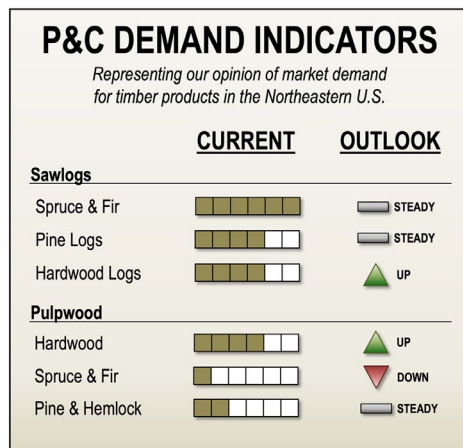 P&C DEMAND INDICATORS
Representing our opinion of market demand
for timber products in the Northeastern U.S.
CURRENT OUTLOOK
Sawlogs
Spruce & Fir STEADY
Pine Logs STEADY
Hardwood Logs UP
Pulpwood
Hardwood UP
Spruce & Fir DOWN
Pine & Hemlock STEADY